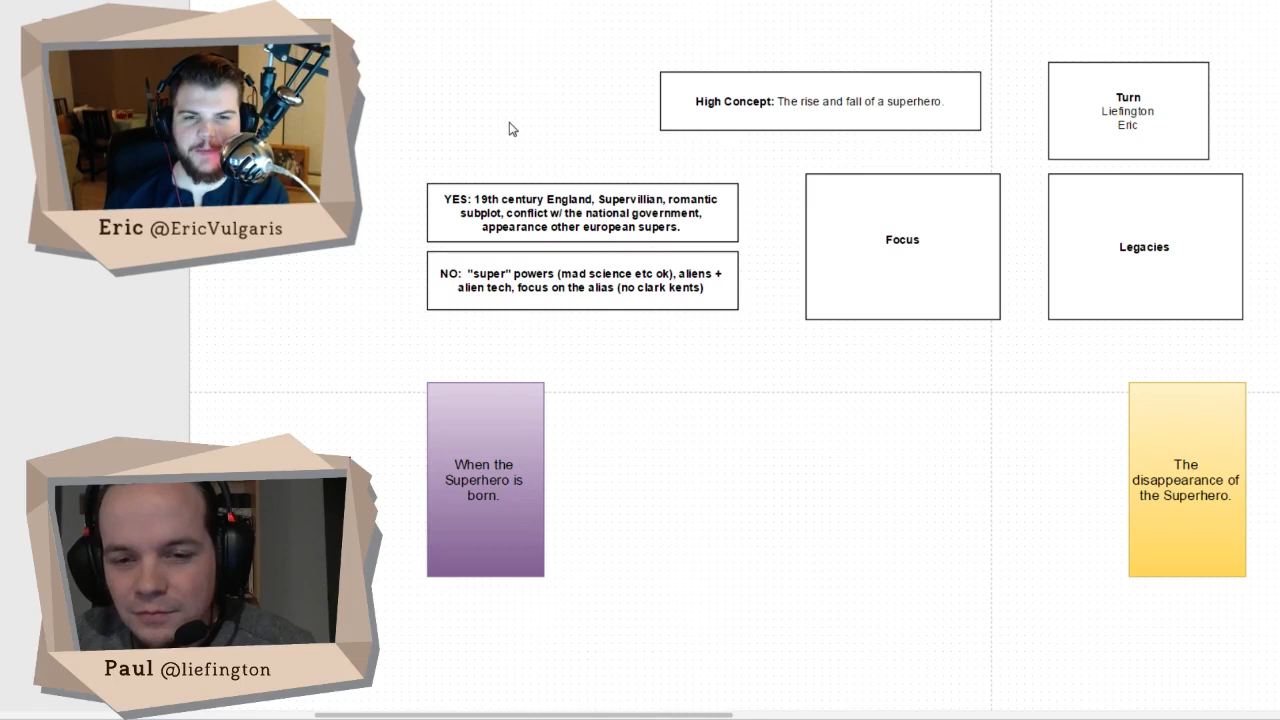 High Concept: The rise and fall of a superhero.
Turn
Liefington
Eric
YES: 19th century England, Supervillian, romantic
subplot, conflict w/ the national government,
appearance other european supers.
NO: "super" powers (mad science etc ok), aliens +
alien tech, focus on the alias (no clark kents)
Focus
Legacies
Eric @EricVulgaris
When the
Superhero is
born.
The
disappearance of
the Superhero.
Paul @liefington